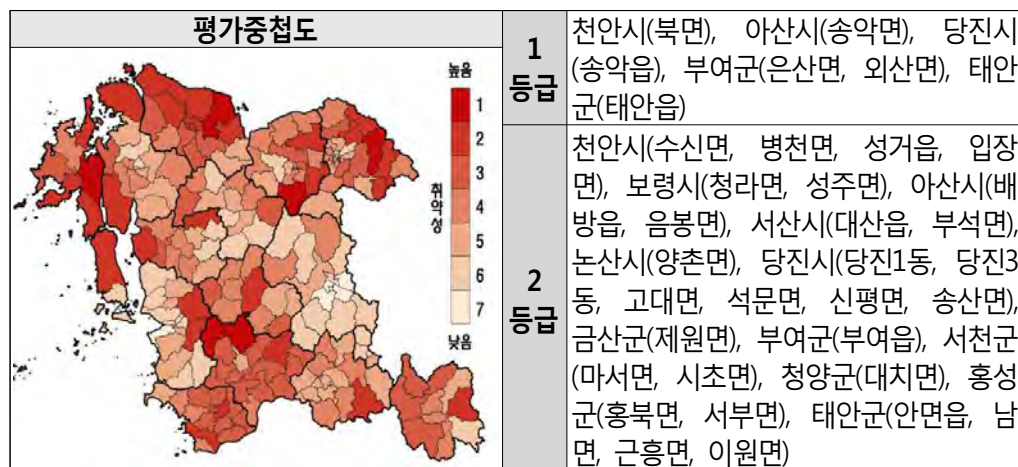 평가중첩도
높음
1
2
3
4
5
6
7
낮음
취약성
1
등급
천안시(북면), 아산시(송악면), 당진시
(송악읍), 부여군(은산면, 외산면), 태안
군(태안읍)
2
등급
천안시(수신면, 병천면, 성거읍, 입장
면), 보령시(청라면, 성주면), 아산시(배
방읍, 음봉면), 서산시(대산읍, 부석면),
논산시(양촌면), 당진시(당진1동, 당진3
동, 고대면, 석문면, 신평면, 송산면),
금산군(제원면), 부여군(부여읍), 서천군
(마서면, 시초면), 청양군(대치면), 홍성
군(홍북면, 서부면), 태안군(안면읍, 남
면, 근흥면, 이원면)